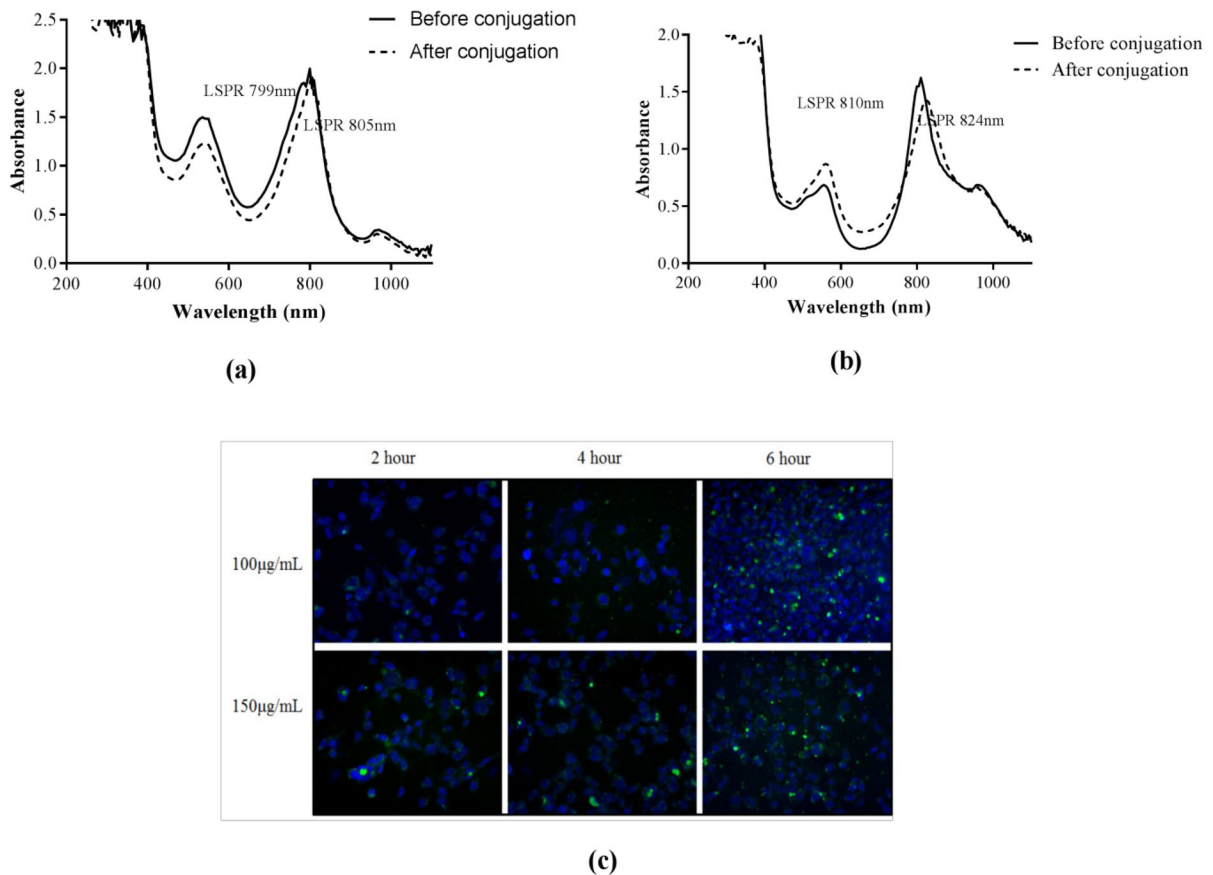 Before conjugation
After conjugation
LSPR 799nm
LSPR 805nm
Absorbance
2.5
2.0
1.5
1.0
0.5
0.0
200 400 600 800 1000
Wavelength (nm)
(a)
Before conjugation
After conjugation
LSPR 810nm
LSPR 824nm
Absorbance
2.0
1.5
1.0
0.5
0.0
200 400 600 800 1000
Wavelength (nm)
(b)
2 hour 4 hour 6 hour
100µg/mL
150µg/mL
(c)